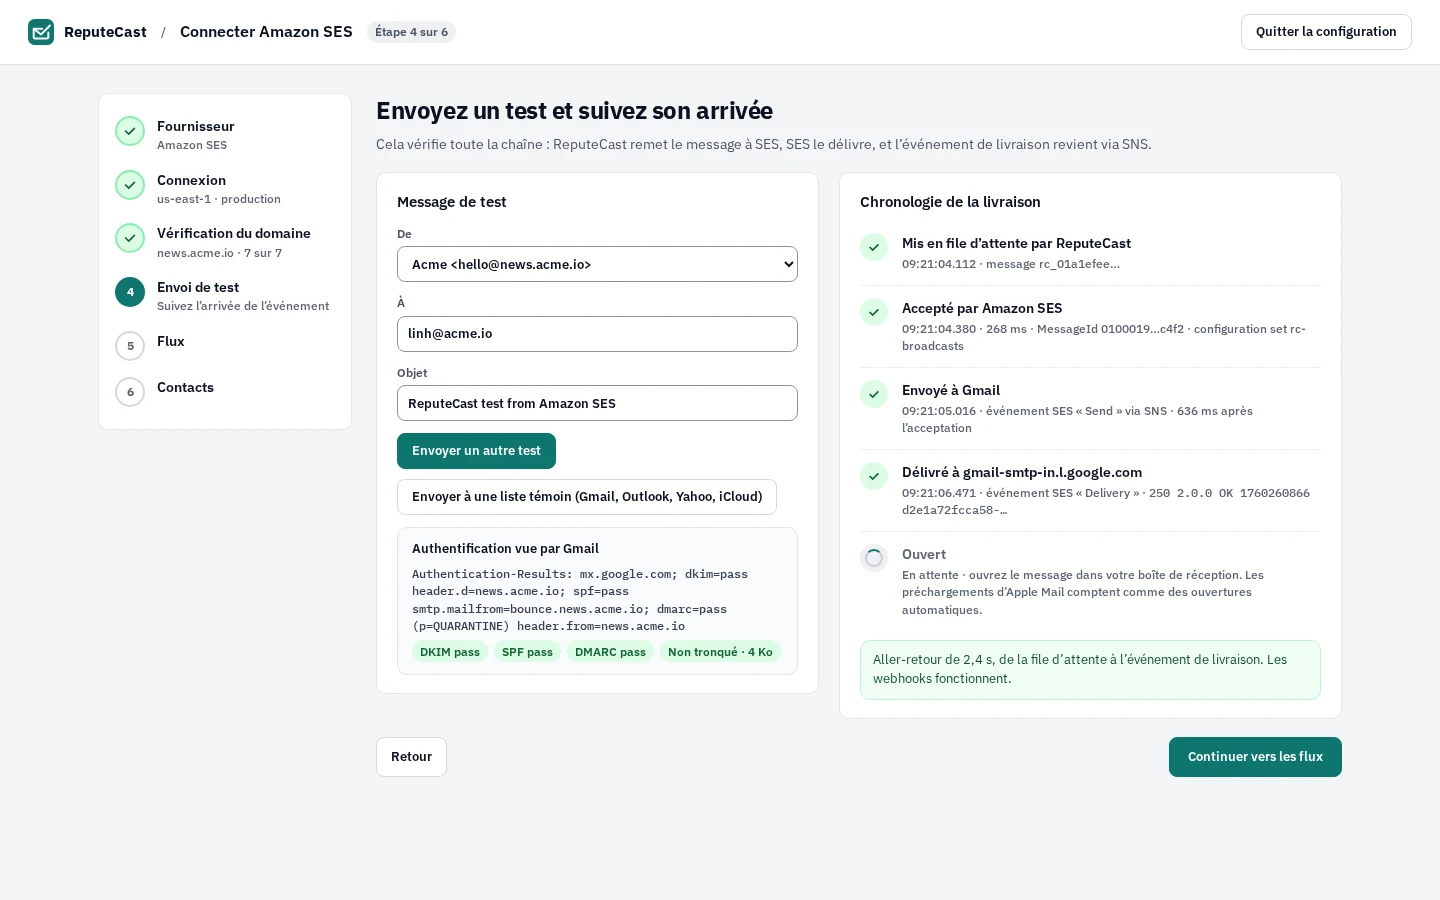 ReputeCast / Connecter Amazon SES Étape 4 sur 6
Quitter la configuration
Fournisseur
Amazon SES
Connexion
us-east-1 · production
Vérification du domaine
news.acme.io · 7 sur 7
4 Envoi de test
Suivez l’arrivée de l’événement
5 Flux
6 Contacts
Envoyez un test et suivez son arrivée
Cela vérifie toute la chaîne : ReputeCast remet le message à SES, SES le délivre, et l’événement de livraison revient via SNS.
Message de test
De
Acme <hello@news.acme.io>
À
linh@acme.io
Objet
ReputeCast test from Amazon SES
Envoyer un autre test
Envoyer à une liste témoin (Gmail, Outlook, Yahoo, iCloud)
Authentification vue par Gmail
Authentication-Results: mx.google.com; dkim=pass
header.d=news.acme.io; spf=pass
smtp.mailfrom=bounce.news.acme.io; dmarc=pass
(p=QUARANTINE) header.from=news.acme.io
DKIM pass SPF pass DMARC pass Non tronqué · 4 Ko
Chronologie de la livraison
Mis en file d’attente par ReputeCast
09:21:04.112 · message rc_01a1efee…
Accepté par Amazon SES
09:21:04.380 · 268 ms · MessageId 0100019…c4f2 · configuration set rc-
broadcasts
Envoyé à Gmail
09:21:05.016 · événement SES « Send » via SNS · 636 ms après
l’acceptation
Délivré à gmail-smtp-in.l.google.com
09:21:06.471 · événement SES « Delivery » · 250 2.0.0 OK 1760260866
d2e1a72fcca58-…
Ouvert
En attente · ouvrez le message dans votre boîte de réception. Les
préchargements d’Apple Mail comptent comme des ouvertures
automatiques.
Aller-retour de 2,4 s, de la file d’attente à l’événement de livraison. Les
webhooks fonctionnent.
Retour
Continuer vers les flux